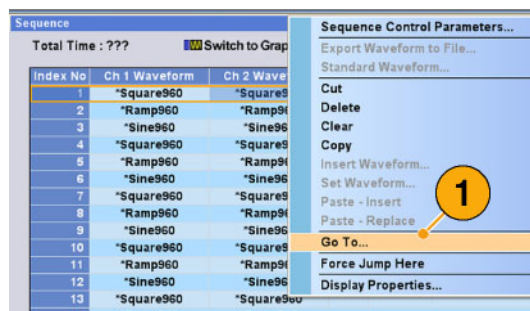 Sequence
Total Time : ??? Switch to Grap
Index No Ch 1 Waveform Ch 2 Wave
1 *Square960 *Square9
2 *Ramp960 *Ramp96
3 *Sine960 *Sine96
4 *Square960 *Square9
5 *Ramp960 *Ramp96
6 *Sine960 *Sine96
7 *Square960 *Square9
8 *Ramp960 *Ramp96
9 *Sine960 *Sine96
10 *Square960 *Square9
11 *Ramp960 *Ramp96
12 *Sine960 *Sine96
13 *Square960 *Square960
Sequence Control Parameters...
Export Waveform to File...
Standard Waveform...
Cut
Delete
Clear
Copy
Insert Waveform...
Set Waveform...
Paste - Insert
Paste - Replace
Go To...
Force Jump Here
Display Properties...
1